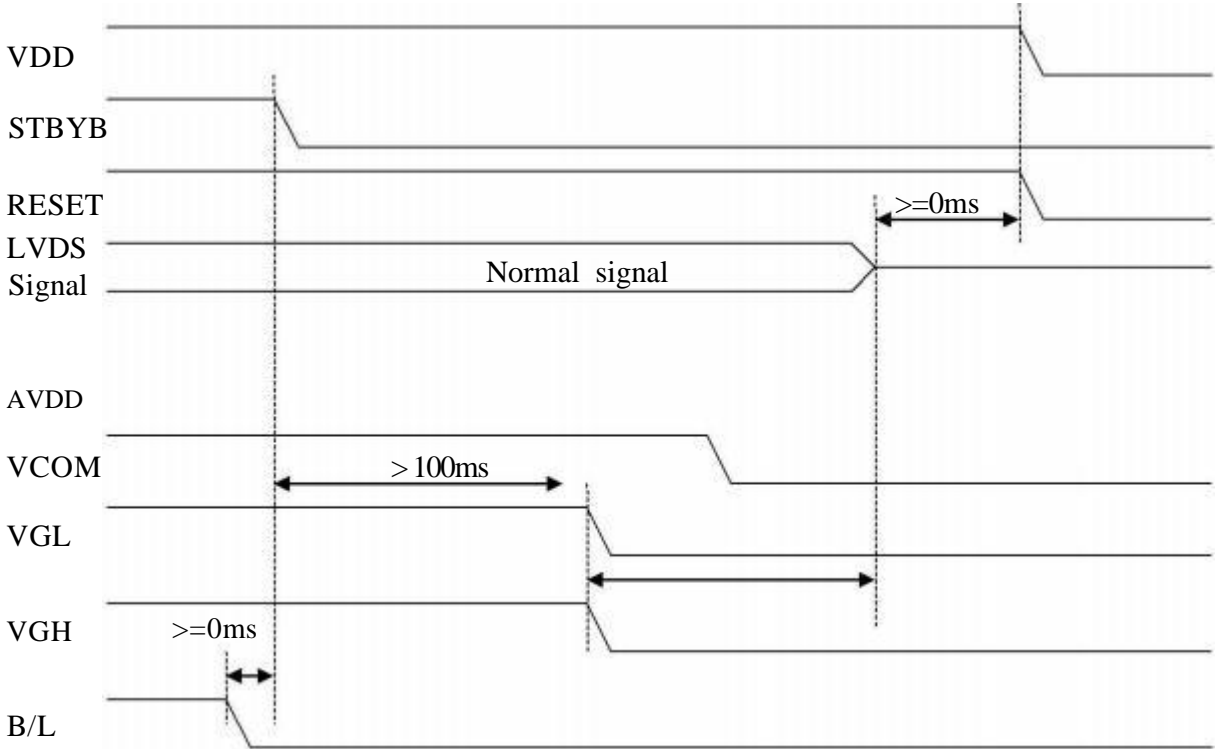 VDD
STBYB
RESET
>=0ms
LVDS
Signal
Normal signal
AVDD
VCOM
>100ms
VGL
VGH
>=0ms
B/L